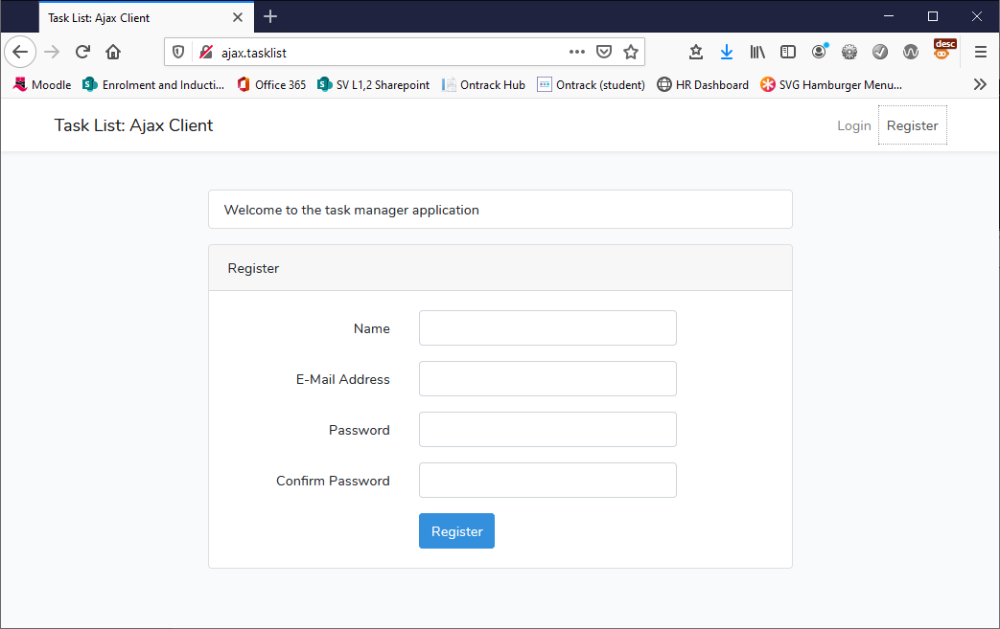 Task List: Ajax Client
ajax.tasklist
desc
Moodle Enrolment and Inducti... Office 365 SV L1,2 Sharepoint Ontrack Hub Ontrack (student) HR Dashboard SVG Hamburger Menu...
Task List: Ajax Client Login Register
Welcome to the task manager application
Register
Name
E-Mail Address
Password
Confirm Password
Register